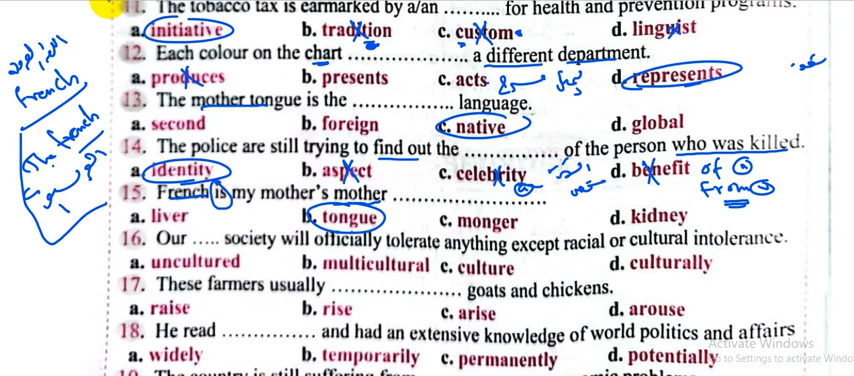 11. The tobacco tax is earmarked by a/an .......... for health and prevention programs.
a. initiative b. tradition c. custom d. linguist
12. Each colour on the chart .................. a different department.
a. produces b. presents c. acts d. represents
13. The mother tongue is the .................. language.
a. second b. foreign c. native d. global
14. The police are still trying to find out the .................. of the person who was killed.
a. identity b. aspect c. celebrity d. benefit of
from
French
The french
15. French is my mother's mother ..........................
a. liver b. tongue c. monger d. kidney
16. Our ..... society will officially tolerate anything except racial or cultural intolerance.
a. uncultured b. multicultural c. culture d. culturally
17. These farmers usually ...................... goats and chickens.
a. raise b. rise c. arise d. arouse
18. He read ............... and had an extensive knowledge of world politics and affairs
a. widely b. temporarily c. permanently d. potentially
Activate Windows
Go to Settings to activate Windo